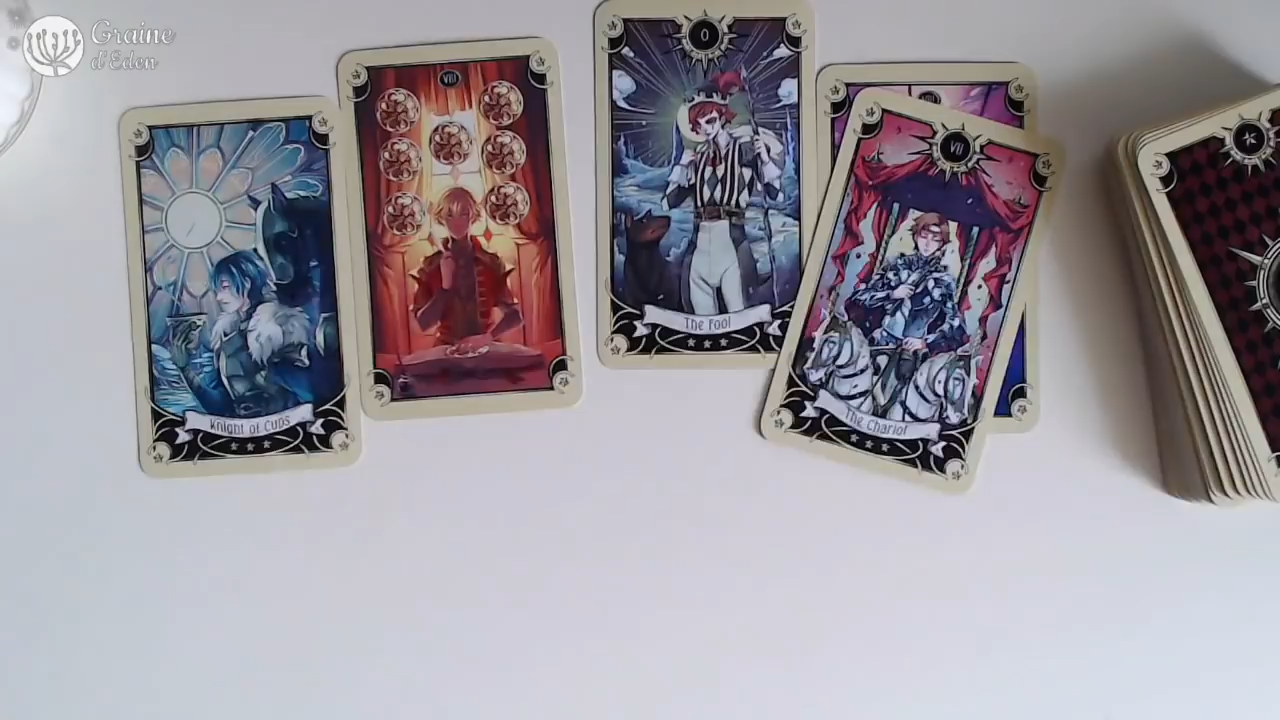 Graine
d'Eden
Knight of Cups
VIII
0
The Fool
VII
The Chariot